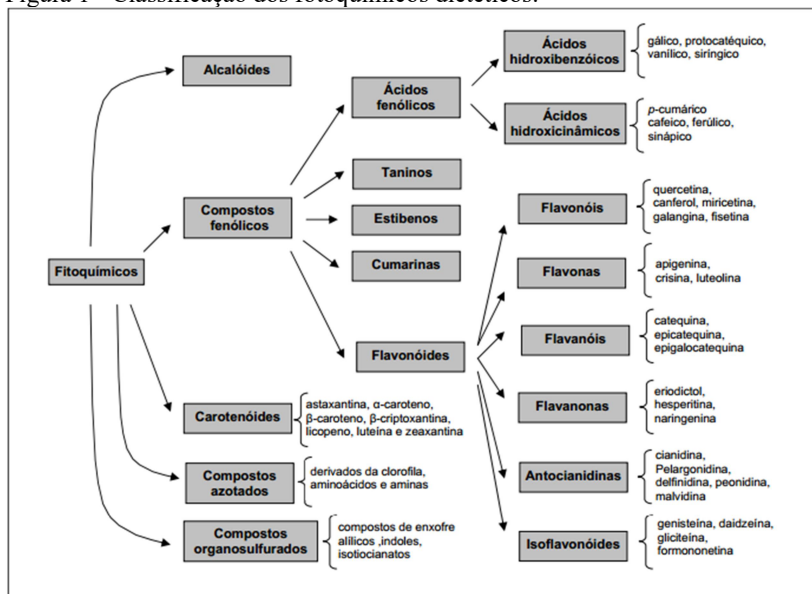 Figura 1 - Classificação dos fotoquímicos dietéticos.
Fitoquímicos
Alcalóides
Compostos
fenólicos
Carotenóides
astaxantina, α-caroteno,
β-caroteno, β-criptoxantina,
licopeno, luteína e zeaxantina
Compostos
azotados
derivados da clorofila,
aminoácidos e aminas
Compostos
organosulfurados
compostos de enxofre
alílicos ,indoles,
isotiocianatos
Ácidos
fenólicos
Taninos
Estibenos
Cumarinas
Flavonóides
Ácidos
hidroxibenzóicos
gálico, protocatéquico,
vanílico, siríngico
Ácidos
hidroxicinâmicos
p-cumárico
cafeico, ferúlico,
sinápico
Flavonóis
quercetina,
canferol, miricetina,
galangina, fisetina
Flavonas
apigenina,
crisina, luteolina
Flavanóis
catequina,
epicatequina,
epigalocatequina
Flavanonas
eriodictol,
hesperitina,
naringenina
Antocianidinas
cianidina,
Pelargonidina,
delfinidina, peonidina,
malvidina
Isoflavonóides
genisteína, daidzeína,
gliciteína,
formononetina